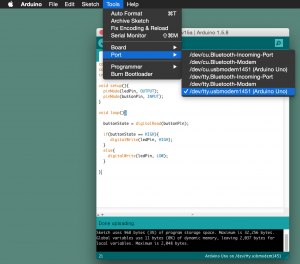 Arduino File Edit Sketch Tools Help
Auto Format ⌘T
Archive Sketch
Fix Encoding & Reload
Serial Monitor ⇧⌘M
Board
Port
Programmer
Burn Bootloader
Arduino 1.5.8
/dev/cu.Bluetooth-Incoming-Port
/dev/cu.Bluetooth-Modem
/dev/cu.usbmodem1451 (Arduino Uno)
/dev/tty.Bluetooth-Incoming-Port
/dev/tty.Bluetooth-Modem
✓ /dev/tty.usbmodem1451 (Arduino Uno)
void setup(){
pinMode(ledPin, OUTPUT);
pinMode(buttonPin, INPUT);
}
void loop(){
buttonState = digitalRead(buttonPin);
if(buttonState == HIGH){
digitalWrite(ledPin, HIGH);
}
else{
digitalWrite(ledPin, LOW);
}
}
Done uploading.
Sketch uses
bytes
of program storage space. Maximum is 32,256 bytes.
Global variables use 11 bytes (0%) of dynamic memory, leaving 2,037 bytes for
local variables. Maximum is 2,048 bytes.
21
Arduino Uno on /dev/tty.usbmodem1451